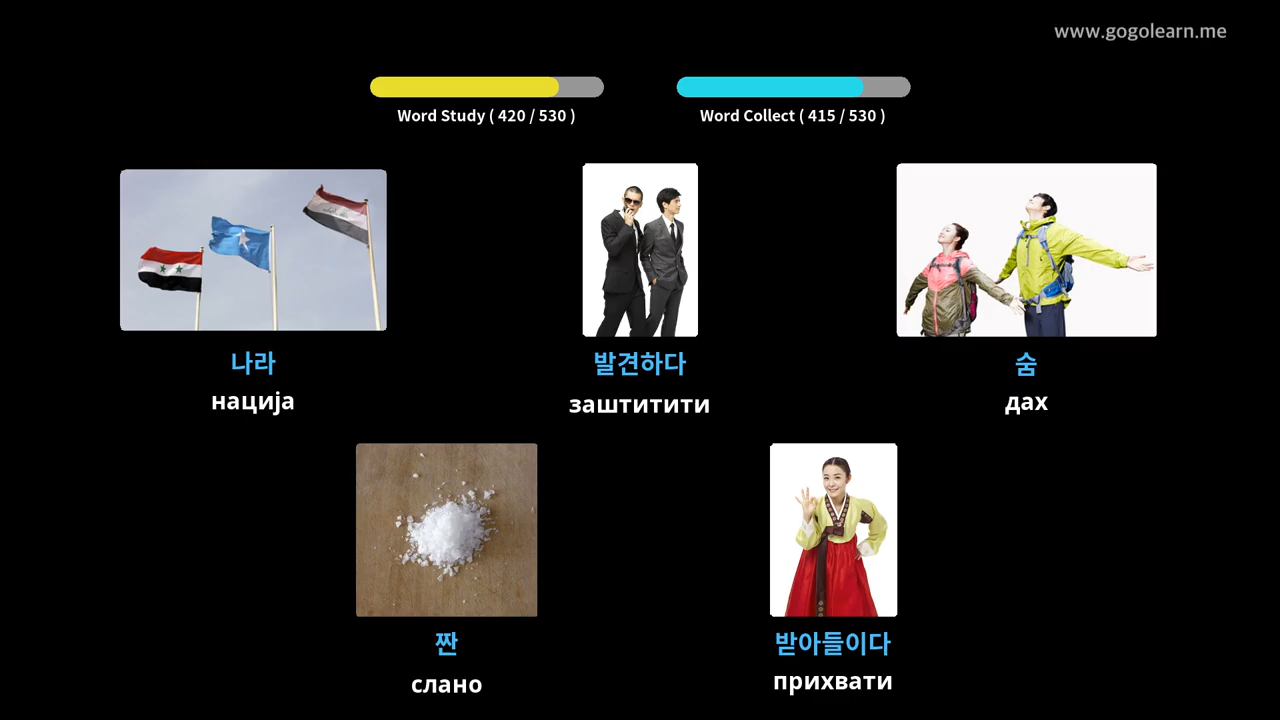 www.gogolearn.me
Word Study ( 420 / 530 )
Word Collect ( 415 / 530 )
나라
нација
발견하다
заштитити
숨
дах
짠
слано
받아들이다
прихвати